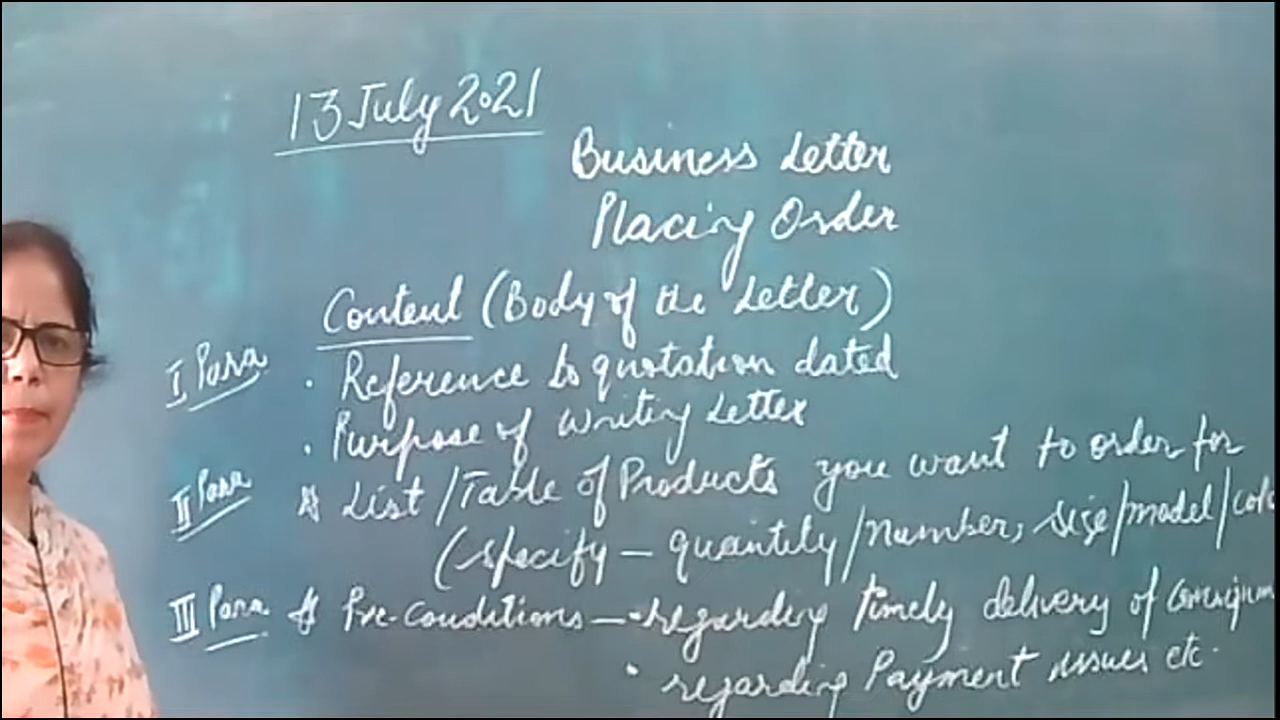 13 July 2021
Business Letter
Placing Order
Content (Body of the Letter)
I Para . Reference to quotation dated
. Purpose of Writing Letter
II Para List/Table of Products you want to order for
(specify — quantity/number, size/model/colo
III Para Pre-Conditions — • regarding timely delivery of consignm
• regarding Payment issues etc.